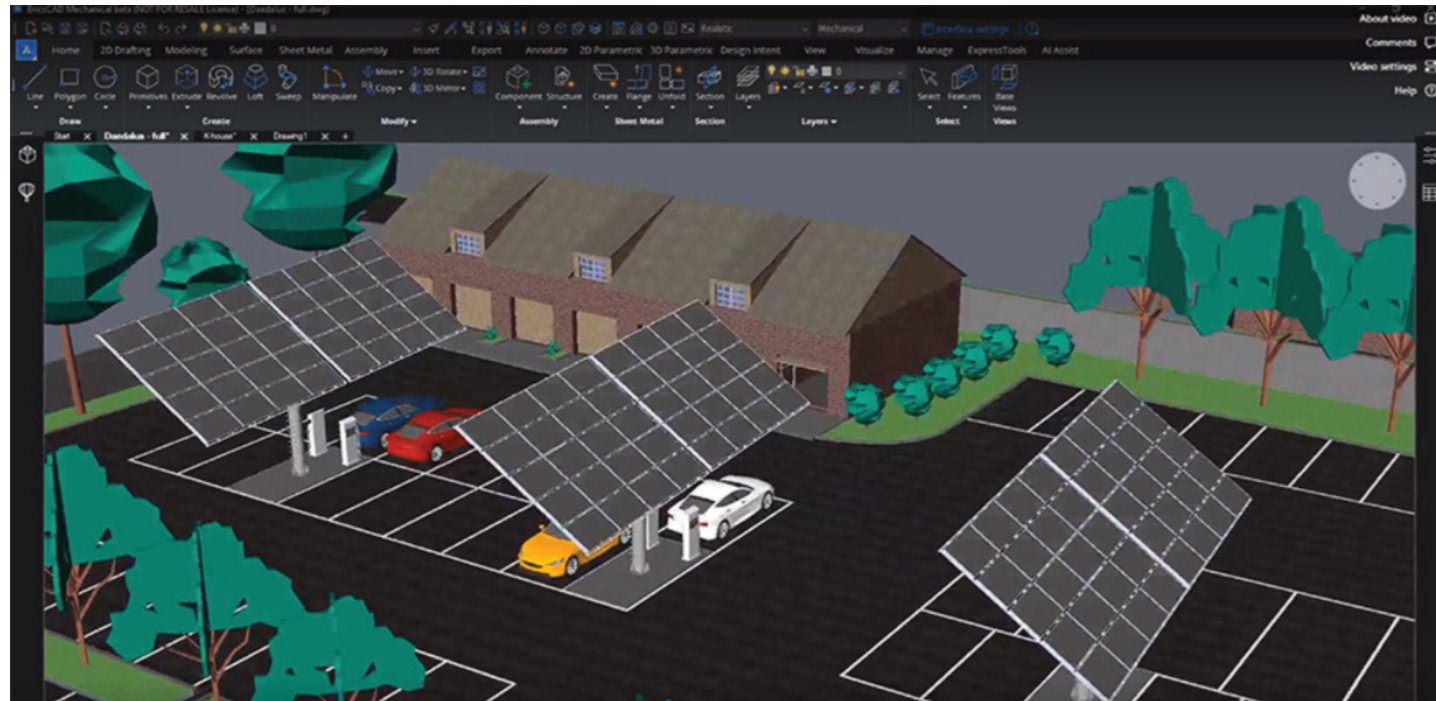 BricsCAD Mechanical beta (NOT FOR RESALE License) - [Daedalus - full.dwg]
About video
Comments
Video settings
Help
0 Realistic Mechanical Interface settings
Home 2D Drafting Modeling Surface Sheet Metal Assembly Insert Export Annotate 2D Parametric 3D Parametric Design Intent View Visualize Manage ExpressTools AI Assist
Move 3D Rotate 0
Copy 3D Mirror
Line Polygon Circle Primitives Extrude Revolve Loft Sweep Manipulate Component Structure Create Flange Unfold Section Layers Select Features Base Views
Draw Create Modify Assembly Sheet Metal Section Layers Select Views
Start Daedalus - full* K-house* Drawing1